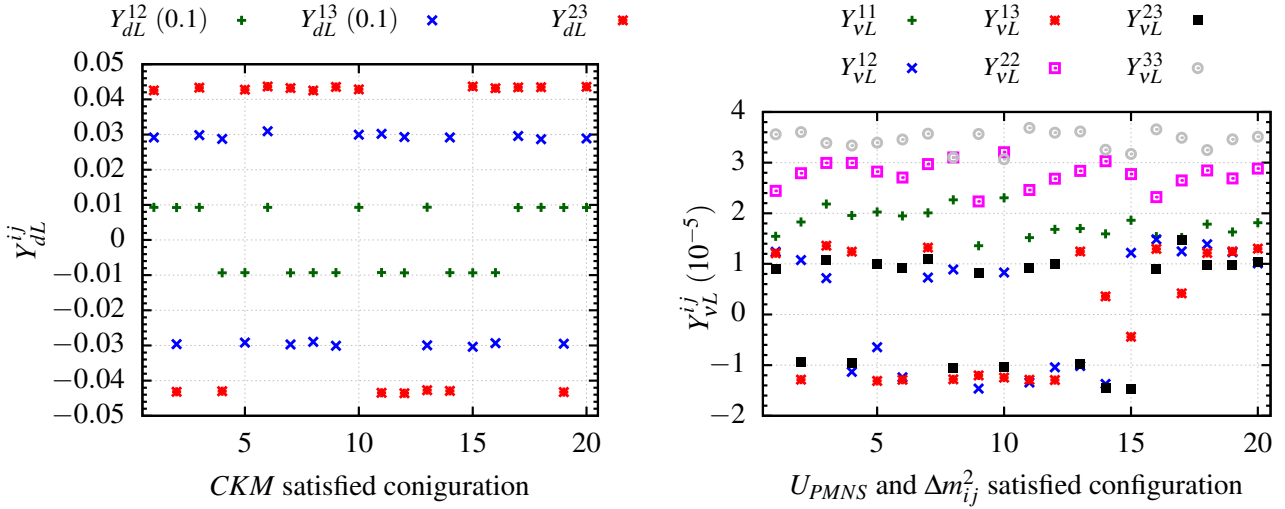 Y_{dL}^{12} (0.1) Y_{dL}^{13} (0.1) Y_{dL}^{23}
0.05
0.04
0.03
0.01
0
−0.01
−0.03
−0.04
−0.05
Y_{dL}^{ij}
5 10 15 20
CKM satisfied coniguration
Y_{νL}^{11} Y_{νL}^{13} Y_{νL}^{23}
Y_{νL}^{12} Y_{νL}^{22} Y_{νL}^{33}
4
3
2
1
0
−1
−2
Y_{νL}^{ij} (10^{−5})
5 10 15 20
U_{PMNS} and Δm_{ij}^{2} satisfied configuration